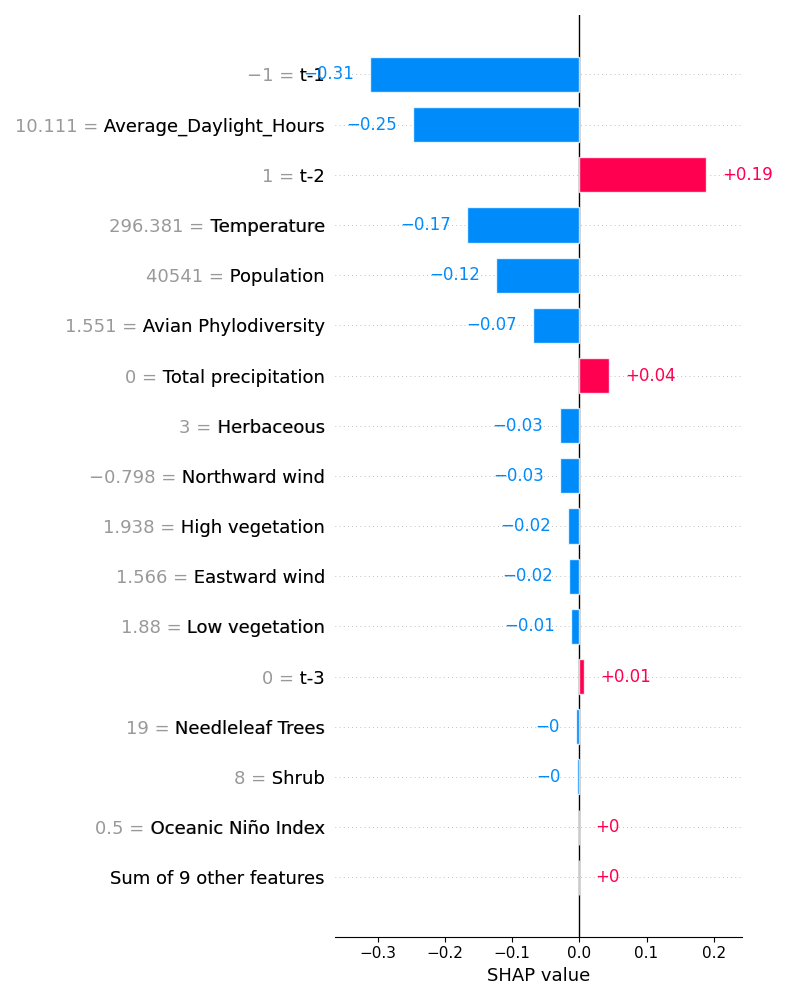 −1 = t-1 −0.31
10.111 = Average_Daylight_Hours −0.25
1 = t-2 +0.19
296.381 = Temperature −0.17
40541 = Population −0.12
1.551 = Avian Phylodiversity −0.07
0 = Total precipitation +0.04
3 = Herbaceous −0.03
−0.798 = Northward wind −0.03
1.938 = High vegetation −0.02
1.566 = Eastward wind −0.02
1.88 = Low vegetation −0.01
0 = t-3 +0.01
19 = Needleleaf Trees −0
8 = Shrub −0
0.5 = Oceanic Niño Index +0
Sum of 9 other features +0
−0.3 −0.2 −0.1 0.0 0.1 0.2
SHAP value